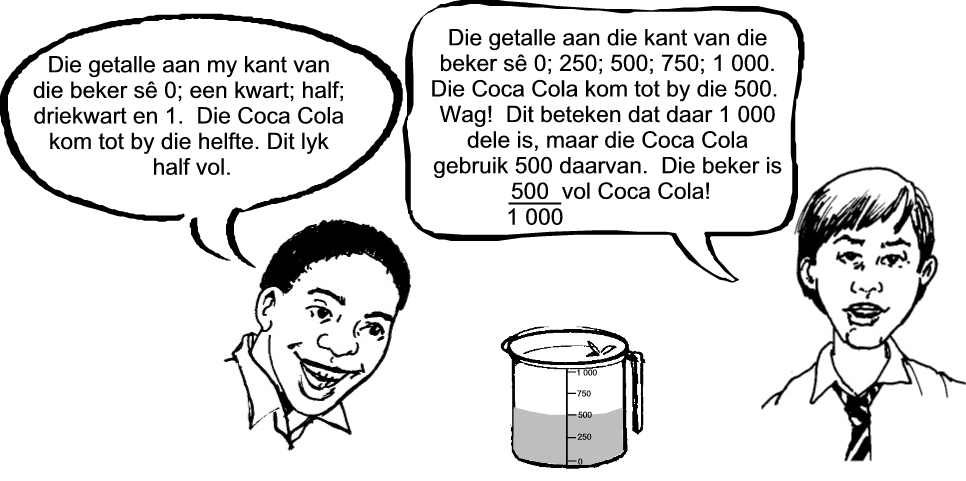 Die getalle aan my kant van
die beker sê 0; een kwart; half;
driekwart en 1.  Die Coca Cola
kom tot by die helfte. Dit lyk
half vol.
Die getalle aan die kant van die
beker sê 0; 250; 500; 750; 1 000.
Die Coca Cola kom tot by die 500.
Wag!  Dit beteken dat daar 1 000
dele is, maar die Coca Cola
gebruik 500 daarvan.  Die beker is
500 vol Coca Cola!
1 000
1 000
750
500
250
0